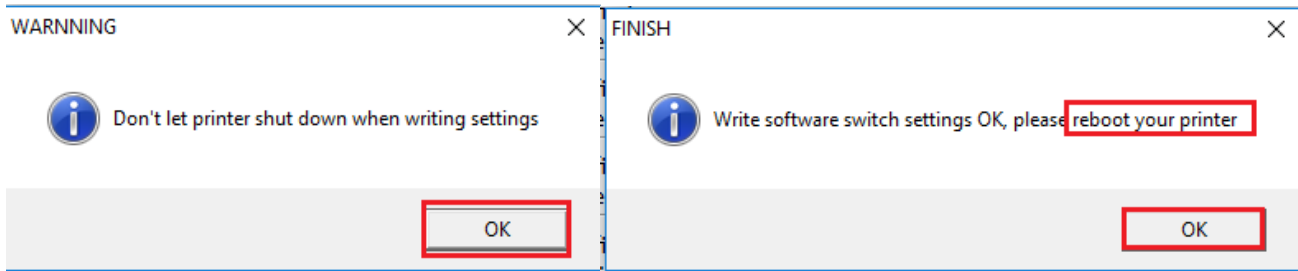 WARNNING
Don't let printer shut down when writing settings
OK
FINISH
Write software switch settings OK, please reboot your printer
OK